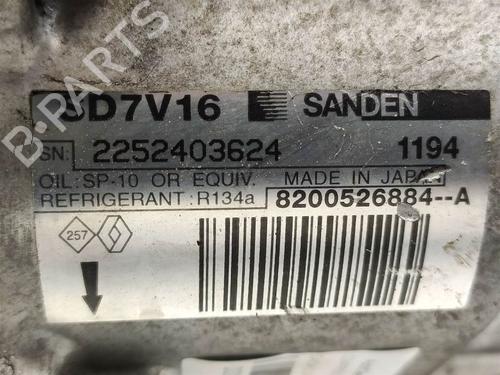 SD7V16 SANDEN
SN: 2252403624 1194
OIL:SP-10 OR EQUIV. MADE IN JAPAN
REFRIGERANT:R134a 8200526884--A
257
B-PARTS